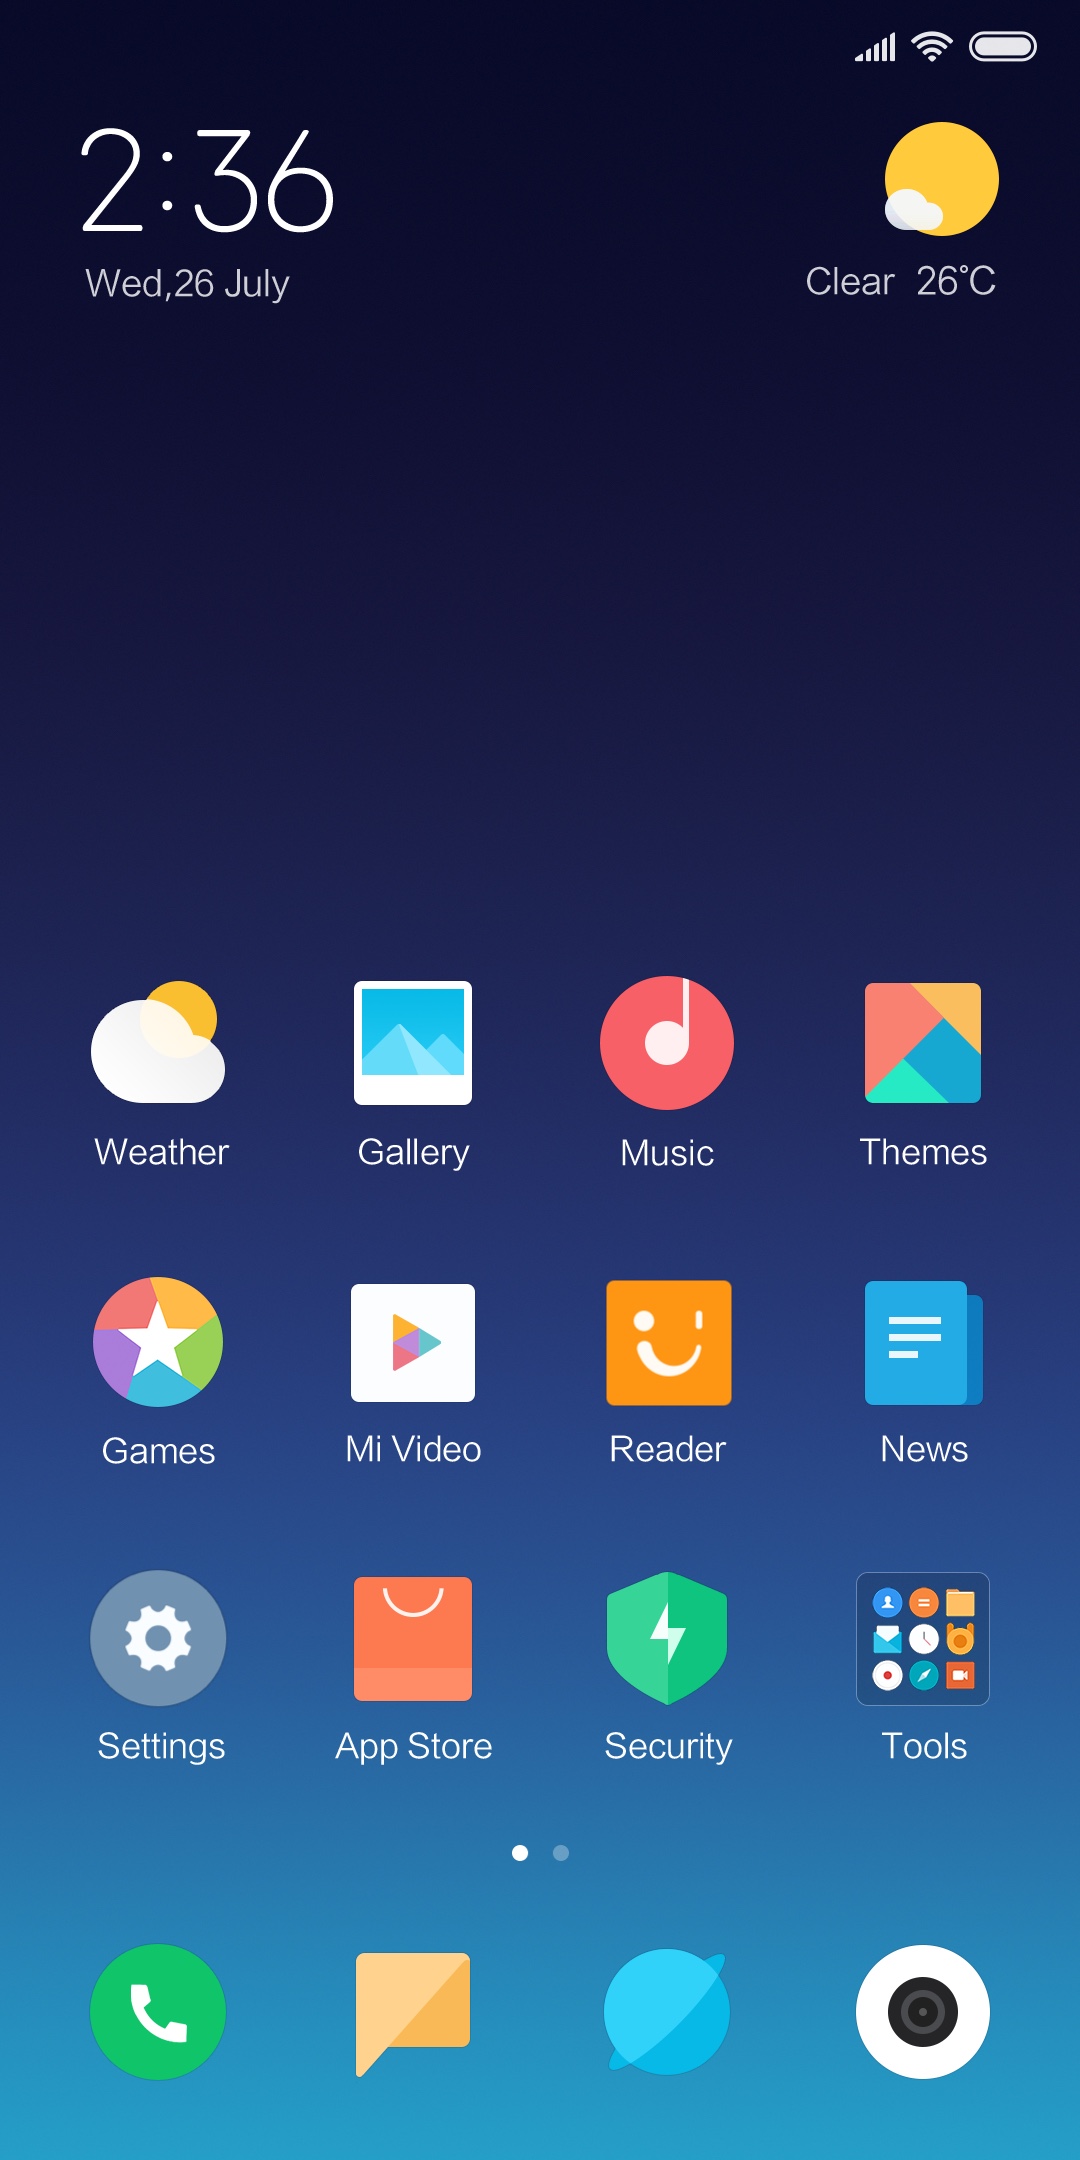 2:36
Wed,26 July
Clear 26°C
Weather
Gallery
Music
Themes
Games
Mi Video
Reader
News
Settings
App Store
Security
Tools